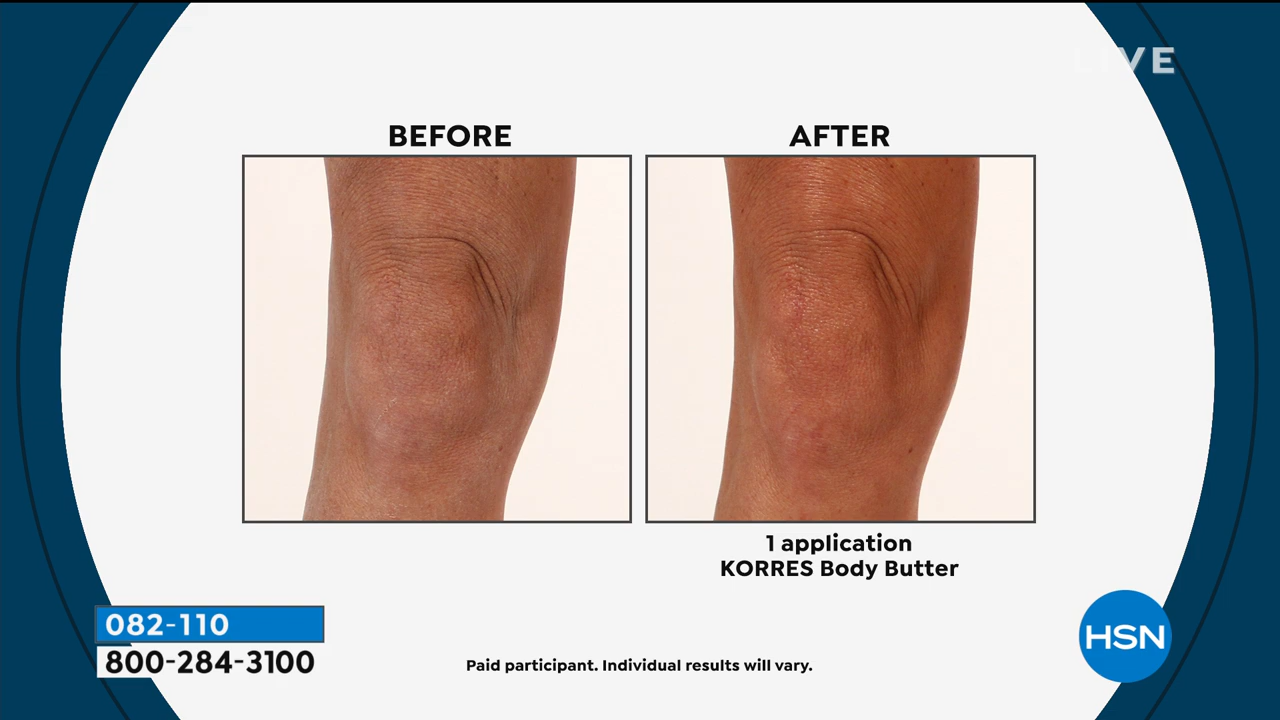 LIVE
BEFORE
AFTER
1 application
KORRES Body Butter
082-110
800-284-3100
Paid participant. Individual results will vary.
HSN